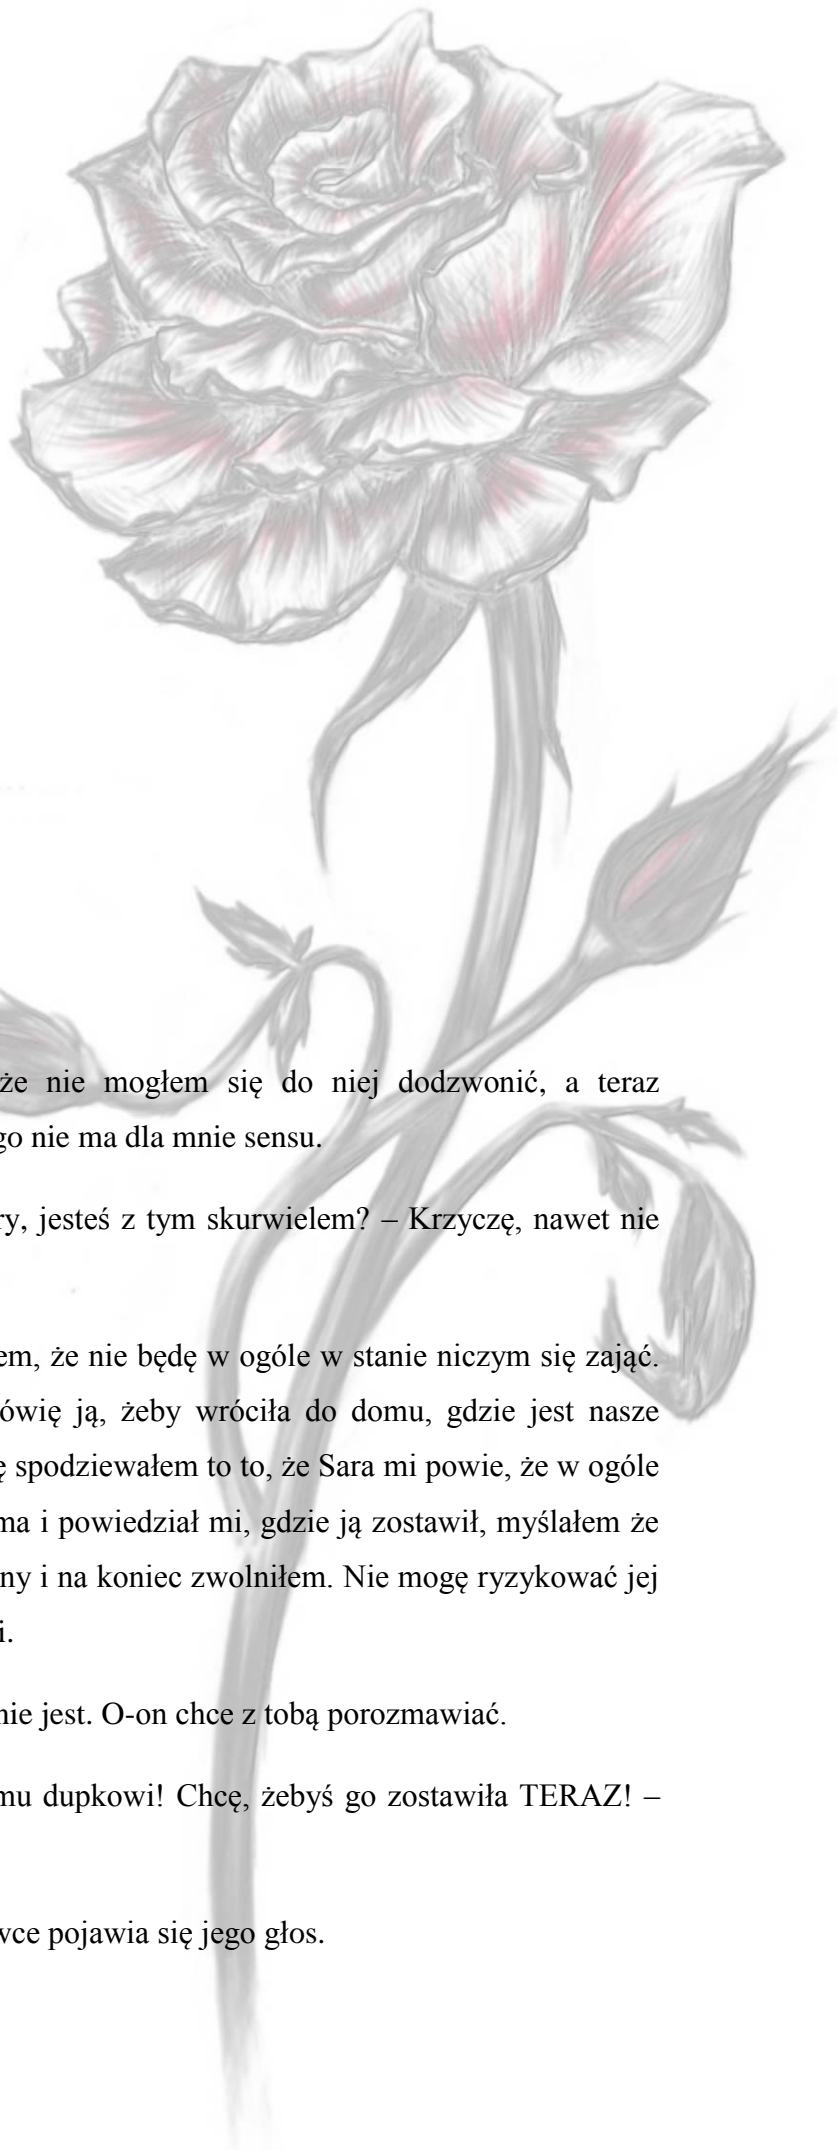 że nie mogłem się do niej dodzwonić, a teraz
go nie ma dla mnie sensu.
ry, jesteś z tym skurwielem? – Krzyczę, nawet nie
em, że nie będę w ogóle w stanie niczym się zająć.
ówię ją, żeby wróciła do domu, gdzie jest nasze
ę spodziewałem to to, że Sara mi powie, że w ogóle
ma i powiedział mi, gdzie ją zostawił, myślałem że
ny i na koniec zwolniłem. Nie mogę ryzykować jej
i.
nie jest. O-on chce z tobą porozmawiać.
mu dupkowi! Chcę, żebyś go zostawiła TERAZ! –
wce pojawia się jego głos.